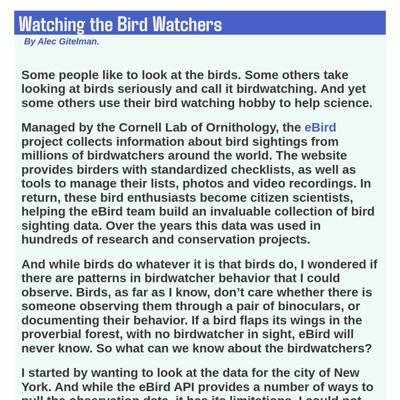 Watching the Bird Watchers
By Alec Gitelman.
Some people like to look at the birds. Some others take
looking at birds seriously and call it birdwatching. And yet
some others use their bird watching hobby to help science.
Managed by the Cornell Lab of Ornithology, the eBird
project collects information about bird sightings from
millions of birdwatchers around the world. The website
provides birders with standardized checklists, as well as
tools to manage their lists, photos and video recordings. In
return, these bird enthusiasts become citizen scientists,
helping the eBird team build an invaluable collection of bird
sighting data. Over the years this data was used in
hundreds of research and conservation projects.
And while birds do whatever it is that birds do, I wondered if
there are patterns in birdwatcher behavior that I could
observe. Birds, as far as I know, don’t care whether there is
someone observing them through a pair of binoculars, or
documenting their behavior. If a bird flaps its wings in the
proverbial forest, with no birdwatcher in sight, eBird will
never know. So what can we know about the birdwatchers?
I started by wanting to look at the data for the city of New
York. And while the eBird API provides a number of ways to
pull the observation data, it has its limitations. I could not